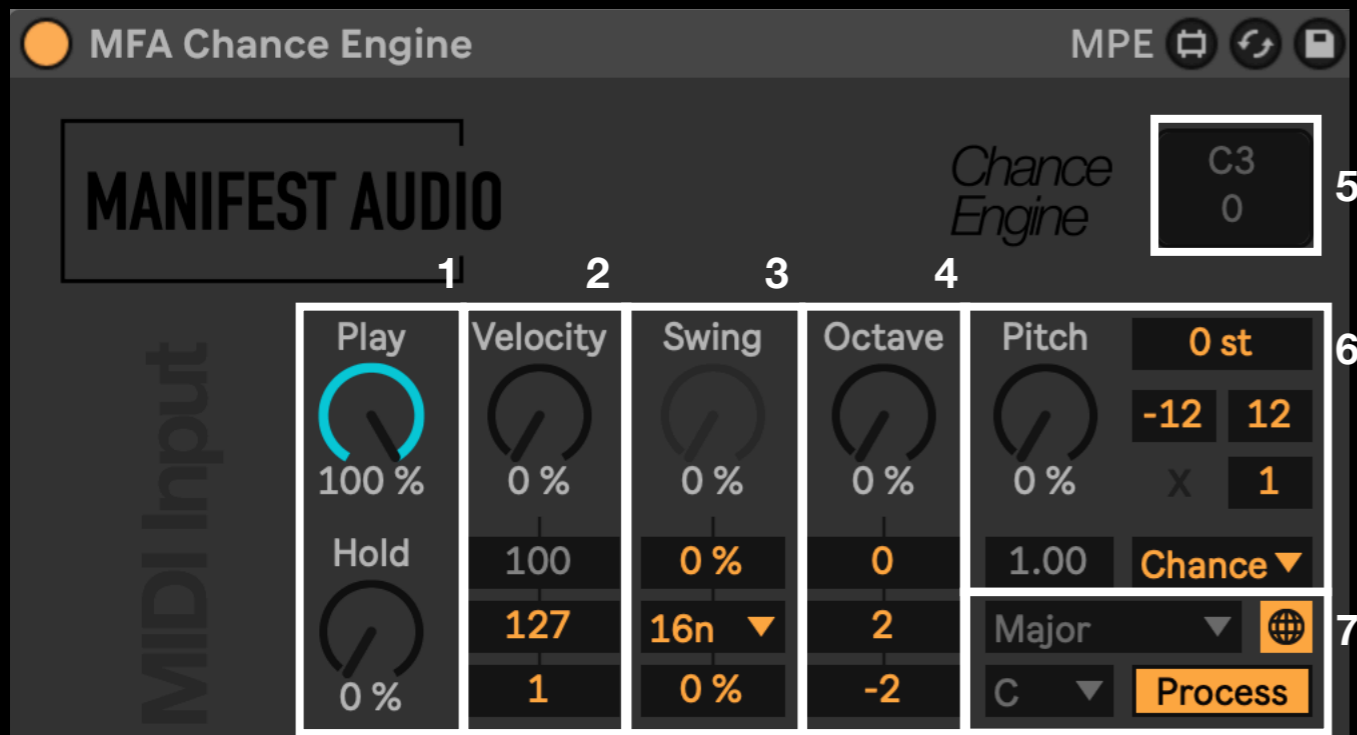 MFA Chance Engine
MPE
MANIFEST AUDIO
Chance
Engine
C3
0
5
1
2
3
4
MIDI Input
Play
Velocity
Swing
Octave
Pitch
0 st
6
-12
12
100 %
0 %
0 %
0 %
0 %
X
1
Hold
100
0 %
0
1.00
Chance
127
16n
2
Major
7
0 %
1
0 %
-2
C
Process